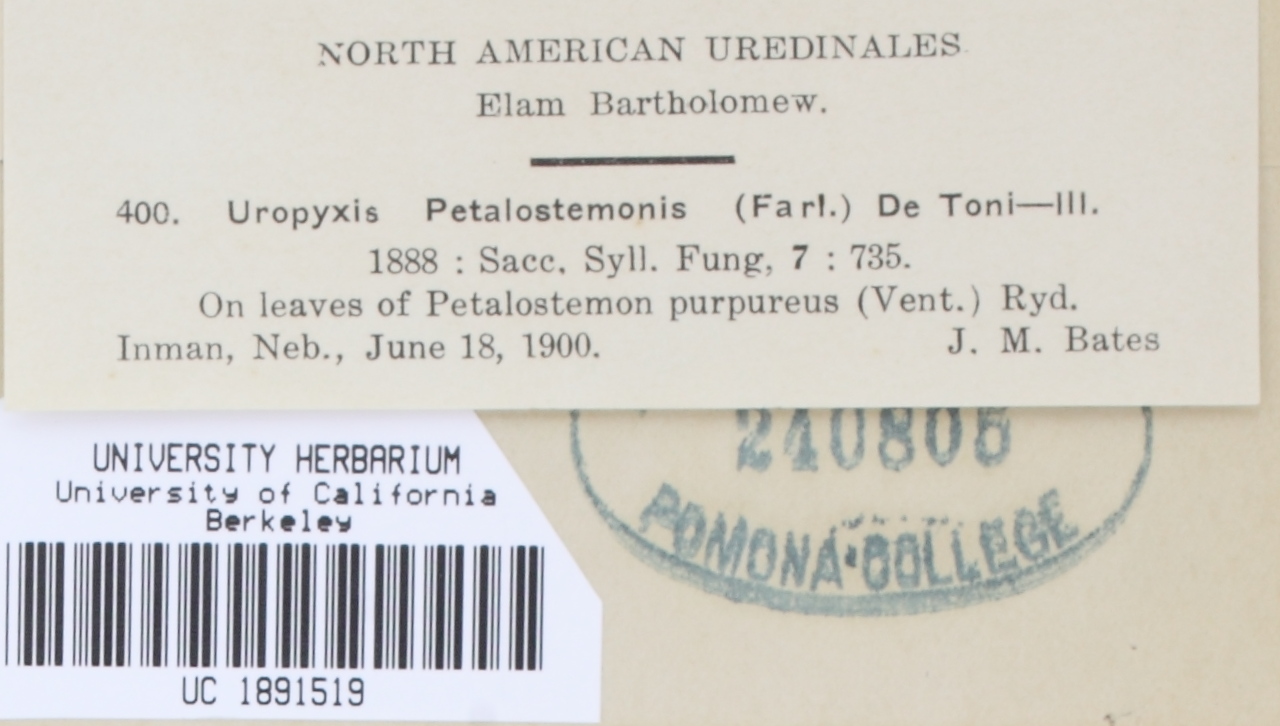 NORTH AMERICAN UREDINALES
Elam Bartholomew.
400. Uropyxis Petalostemonis (Farl.) De Toni—III.
1888 : Sacc. Syll. Fung, 7 : 735.
On leaves of Petalostemon purpureus (Vent.) Ryd.
Inman, Neb., June 18, 1900. J. M. Bates
240808
POMONA COLLEGE
UNIVERSITY HERBARIUM
University of California
Berkeley
UC 1891519